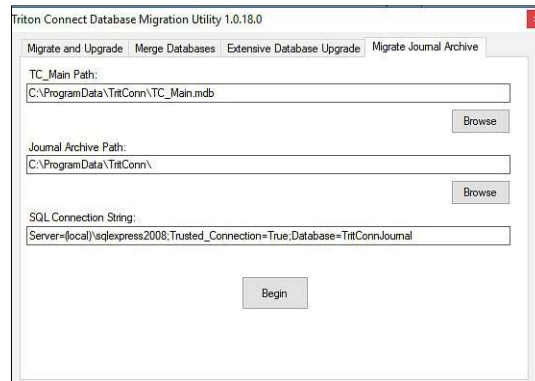 Triton Connect Database Migration Utility 1.0.18.0
Migrate and Upgrade Merge Databases Extensive Database Upgrade Migrate Journal Archive
TC_Main Path:
C:\ProgramData\TritConn\TC_Main.mdb
Browse
Journal Archive Path:
C:\ProgramData\TritConn\
Browse
SQL Connection String:
Server=(local)\sqlexpress2008;Trusted_Connection=True;Database=TritConnJournal
Begin